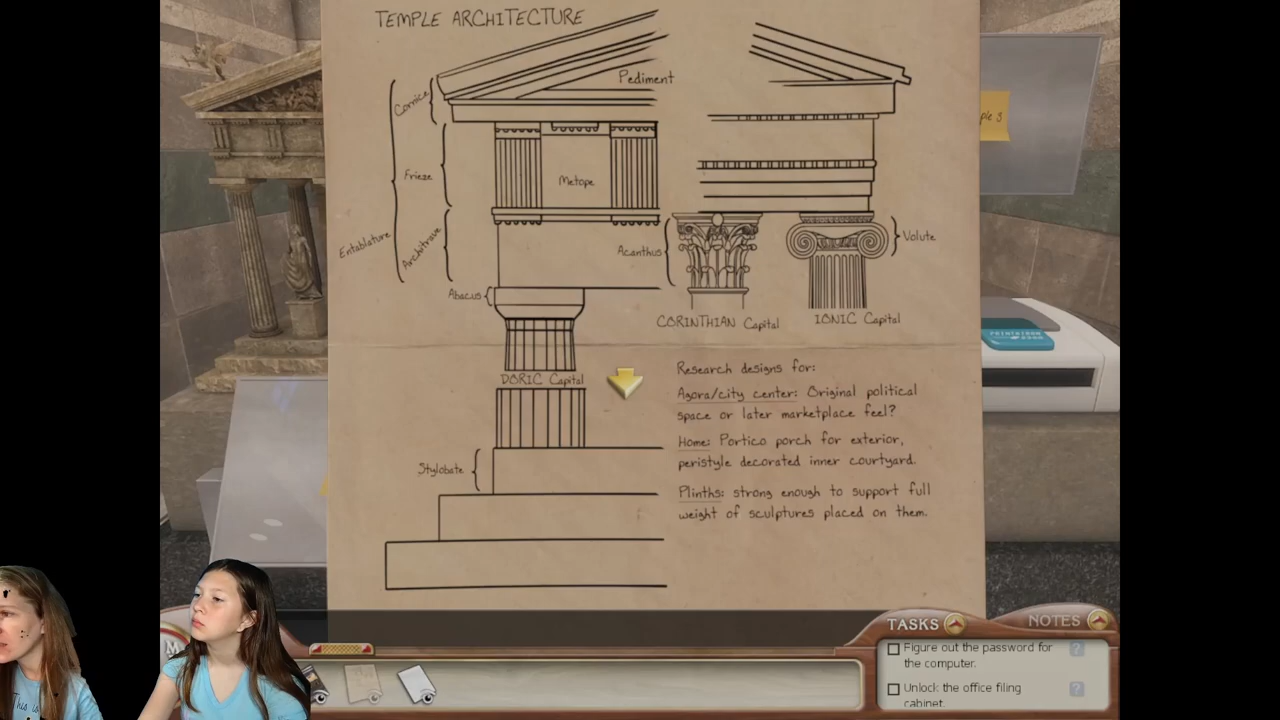 TEMPLE ARCHITECTURE
Pediment
Cornice
Frieze
Metope
Entablature
Architrave
Acanthus
Volute
Abacus
CORINTHIAN Capital
IONIC Capital
DORIC Capital
Stylobate
Research designs for:
Agora/city center: Original political
space or later marketplace feel?
Home: Portico porch for exterior,
peristyle decorated inner courtyard.
Plinths: strong enough to support full
weight of sculptures placed on them.
TASKS
NOTES
Figure out the password for
the computer.
Unlock the office filing
cabinet.
?
?
M
This is